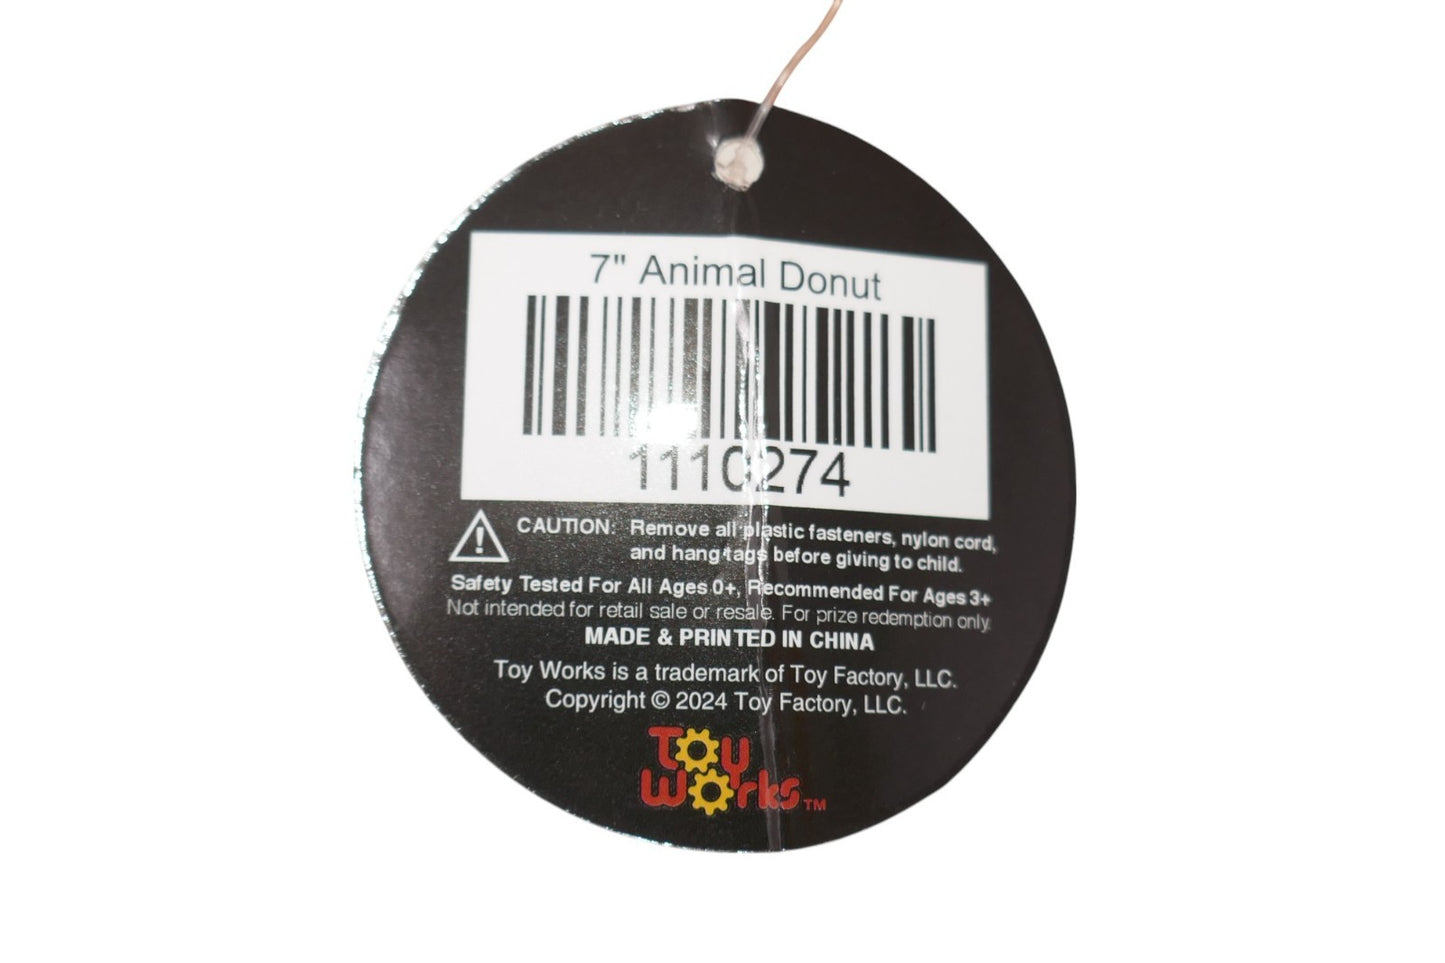 7" Animal Donut
1110274
CAUTION: Remove all plastic fasteners, nylon cord,
and hang tags before giving to child.
Safety Tested For All Ages 0+, Recommended For Ages 3+
Not intended for retail sale or resale. For prize redemption only.
MADE & PRINTED IN CHINA
Toy Works is a trademark of Toy Factory, LLC.
Copyright © 2024 Toy Factory, LLC.
Toy
Works™